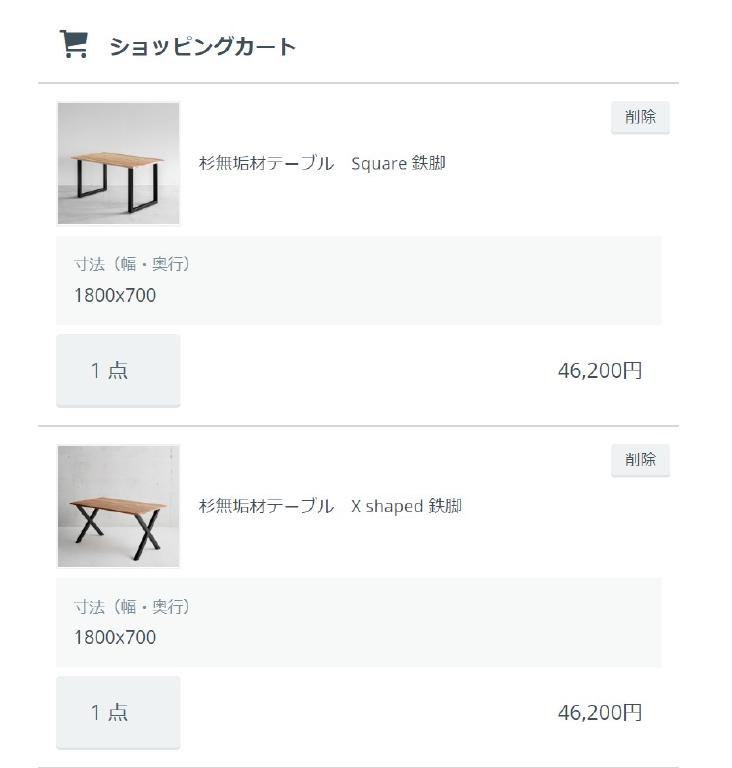 ショッピングカート
削除
杉無垢材テーブル　Square 鉄脚
寸法（幅・奥行）
1800x700
1 点
46,200円
削除
杉無垢材テーブル　X shaped 鉄脚
寸法（幅・奥行）
1800x700
1 点
46,200円